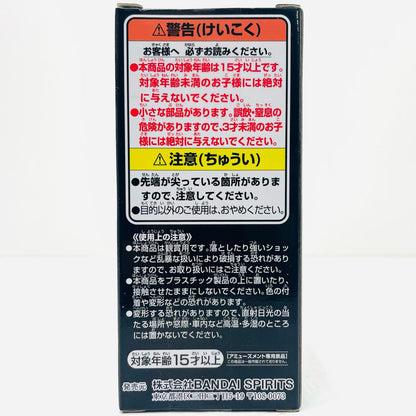 ⚠警告(けいこく)
お客様へ 必ずお読みください。
●本商品の対象年齢は15才以上です。
対象年齢未満のお子様には絶対
に与えないでください。
●小さな部品があります。誤飲・窒息の
危険がありますので、3才未満のお子
様には絶対に与えないでください。
⚠注意(ちゅうい)
●先端が尖っている箇所がありま
すので、注意してください。
●目的以外のご使用は、おやめください。
《使用上の注意》
●本商品は観賞用です。落としたり強いショッ
クなど乱暴な扱いにより破損する恐れがあり
ますので、お取り扱いにはご注意ください。
●本商品をプラスチック製品の上に置いたり、
接触させたままにしないでください。色の付
着や変形などの恐れがあります。
●変形する恐れがありますので、直射日光の当
たる場所や窓際・車内など高温・多湿のところ
には置かないでください。
対象年齢15才以上
【アミューズメント専用景品】
発売元 株式会社BANDAI SPIRITS